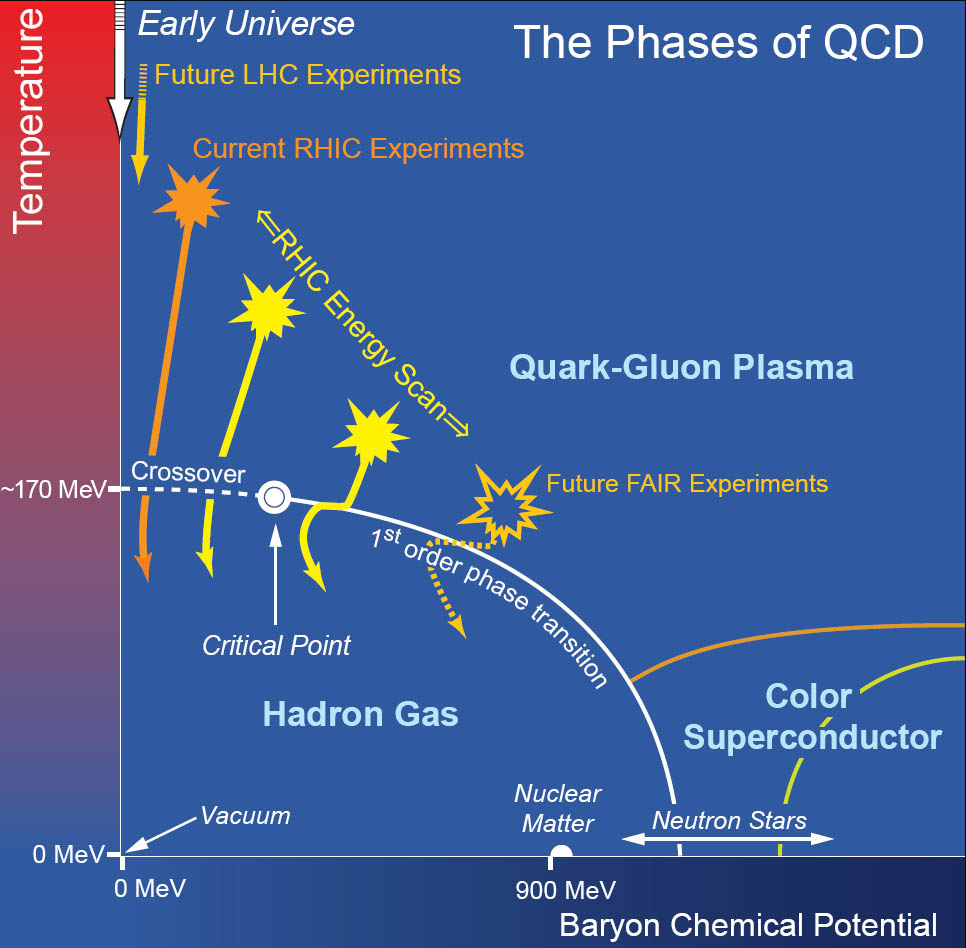 The Phases of QCD
Temperature
Early Universe
Future LHC Experiments
Current RHIC Experiments
⇐RHIC Energy Scan⇒
Quark-Gluon Plasma
Crossover
~170 MeV
Future FAIR Experiments
1st order phase transition
Critical Point
Hadron Gas
Color
Superconductor
Nuclear
Matter
Vacuum
Neutron Stars
0 MeV
0 MeV
900 MeV
Baryon Chemical Potential